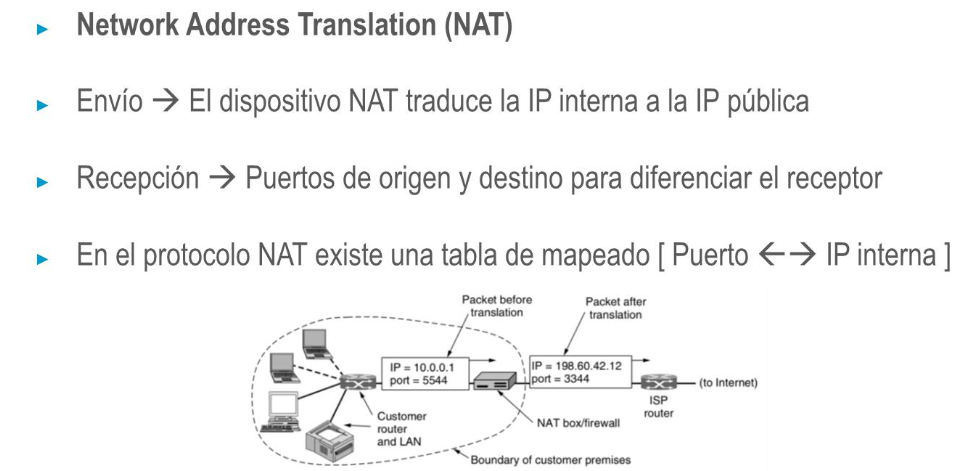 Network Address Translation (NAT)
Envío → El dispositivo NAT traduce la IP interna a la IP pública
Recepción → Puertos de origen y destino para diferenciar el receptor
En el protocolo NAT existe una tabla de mapeado [ Puerto ←→ IP interna ]
Packet before
translation
Packet after
translation
IP = 10.0.0.1
port = 5544
IP = 198.60.42.12
port = 3344
(to Internet)
ISP
router
Customer
router
and LAN
NAT box/firewall
Boundary of customer premises